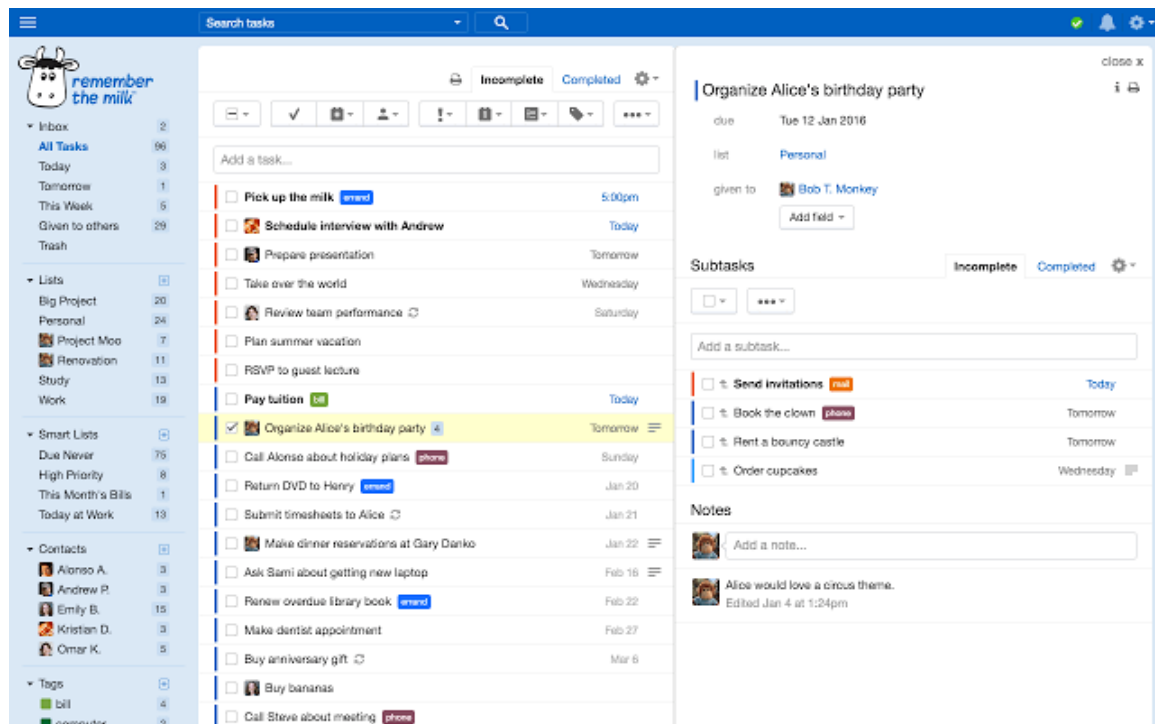 Search tasks
remember
the milk
Inbox 2
All Tasks 96
Today 3
Tomorrow 1
This Week 5
Given to others 29
Trash
Lists
Big Project 20
Personal 24
Project Moo 7
Renovation 11
Study 13
Work 19
Smart Lists
Due Never 75
High Priority 8
This Month's Bills 1
Today at Work 13
Contacts
Alonso A. 3
Andrew P. 3
Emily B. 15
Kristian D. 3
Omar K. 5
Tags
bill 4
computer 2
Incomplete Completed
Add a task...
Pick up the milk errand 5:00pm
Schedule interview with Andrew Today
Prepare presentation Tomorrow
Take over the world Wednesday
Review team performance Saturday
Plan summer vacation
RSVP to guest lecture
Pay tuition bill Today
Organize Alice's birthday party 4 Tomorrow
Call Alonso about holiday plans phone Sunday
Return DVD to Henry errand Jan 20
Submit timesheets to Alice Jan 21
Make dinner reservations at Gary Danko Jan 22
Ask Sami about getting new laptop Feb 16
Renew overdue library book errand Feb 22
Make dentist appointment Feb 27
Buy anniversary gift Mar 6
Buy bananas
Call Steve about meeting phone
close x
Organize Alice's birthday party
due Tue 12 Jan 2016
list Personal
given to Bob T. Monkey
Add field
Subtasks Incomplete Completed
Add a subtask...
Send invitations mail Today
Book the clown phone Tomorrow
Rent a bouncy castle Tomorrow
Order cupcakes Wednesday
Notes
Add a note...
Alice would love a circus theme.
Edited Jan 4 at 1:24pm